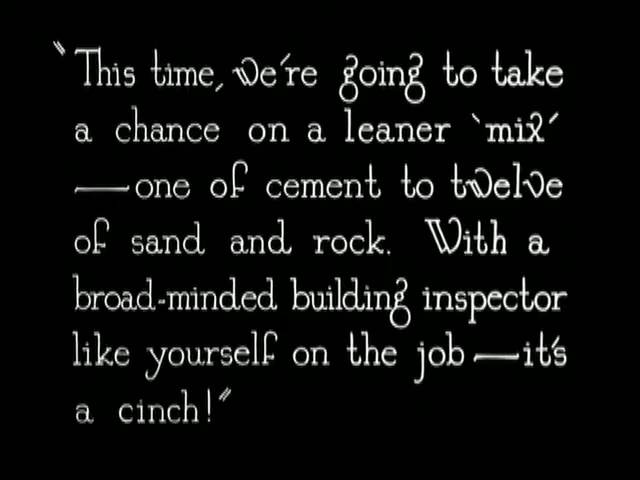 "This time, we're going to take
a chance on a leaner 'mix'
—one of cement to twelve
of sand and rock. With a
broad-minded building inspector
like yourself on the job—it's
a cinch!"